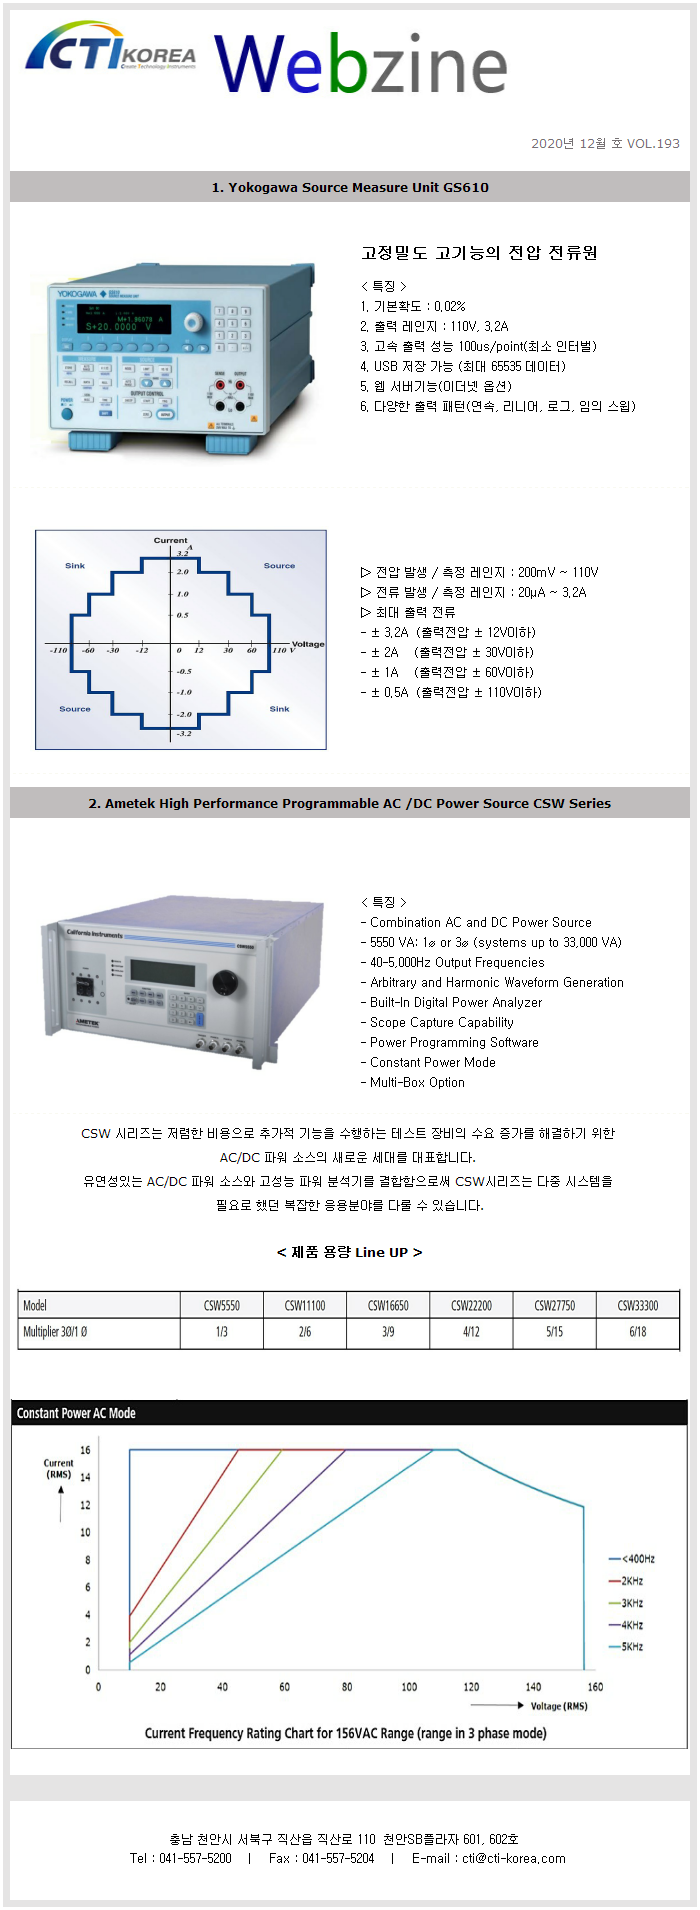 CTI KOREA
Create Technology Instruments
Webzine
2020년 12월 호 VOL.193
1. Yokogawa Source Measure Unit GS610
고정밀도 고기능의 전압 전류원
< 특징 >
1. 기본확도 : 0.02%
2. 출력 레인지 : 110V, 3.2A
3. 고속 출력 성능 100us/point(최소 인터벌)
4. USB 저장 가능 (최대 65535 데이터)
5. 웹 서버기능(이더넷 옵션)
6. 다양한 출력 패턴(연속, 리니어, 로그, 임의 스윕)
YOKOGAWA
S+20.0000 V
OUTPUT CONTROL
POWER
Current
A
3.2
Sink
2.0
Source
1.0
0.5
Voltage
-110 -60 -30 -12 0 12 30 60 110 V
-0.5
-1.0
Source
-2.0
Sink
-3.2
▷ 전압 발생 / 측정 레인지 : 200mV ~ 110V
▷ 전류 발생 / 측정 레인지 : 20μA ~ 3.2A
▷ 최대 출력 전류
- ± 3.2A (출력전압 ± 12V이하)
- ± 2A (출력전압 ± 30V이하)
- ± 1A (출력전압 ± 60V이하)
- ± 0.5A (출력전압 ± 110V이하)
2. Ametek High Performance Programmable AC /DC Power Source CSW Series
California Instruments
AMETEK
< 특징 >
- Combination AC and DC Power Source
- 5550 VA: 1ø or 3ø (systems up to 33,000 VA)
- 40-5,000Hz Output Frequencies
- Arbitrary and Harmonic Waveform Generation
- Built-In Digital Power Analyzer
- Scope Capture Capability
- Power Programming Software
- Constant Power Mode
- Multi-Box Option
CSW 시리즈는 저렴한 비용으로 추가적 기능을 수행하는 테스트 장비의 수요 증가를 해결하기 위한
AC/DC 파워 소스의 새로운 세대를 대표합니다.
유연성있는 AC/DC 파워 소스와 고성능 파워 분석기를 결합함으로써 CSW시리즈는 다중 시스템을
필요로 했던 복잡한 응용분야를 다룰 수 있습니다.
< 제품 용량 Line UP >
Model CSW5550 CSW11100 CSW16650 CSW22200 CSW27750 CSW33300
Multiplier 3Ø/1 Ø 1/3 2/6 3/9 4/12 5/15 6/18
Constant Power AC Mode
Current
(RMS)
16
14
12
10
8
6
4
2
0
<400Hz
2KHz
3KHz
4KHz
5KHz
0 20 40 60 80 100 120 140 160
Voltage (RMS)
Current Frequency Rating Chart for 156VAC Range (range in 3 phase mode)
충남 천안시 서북구 직산읍 직산로 110 천안SB플라자 601, 602호
Tel : 041-557-5200 | Fax : 041-557-5204 | E-mail : cti@cti-korea.com